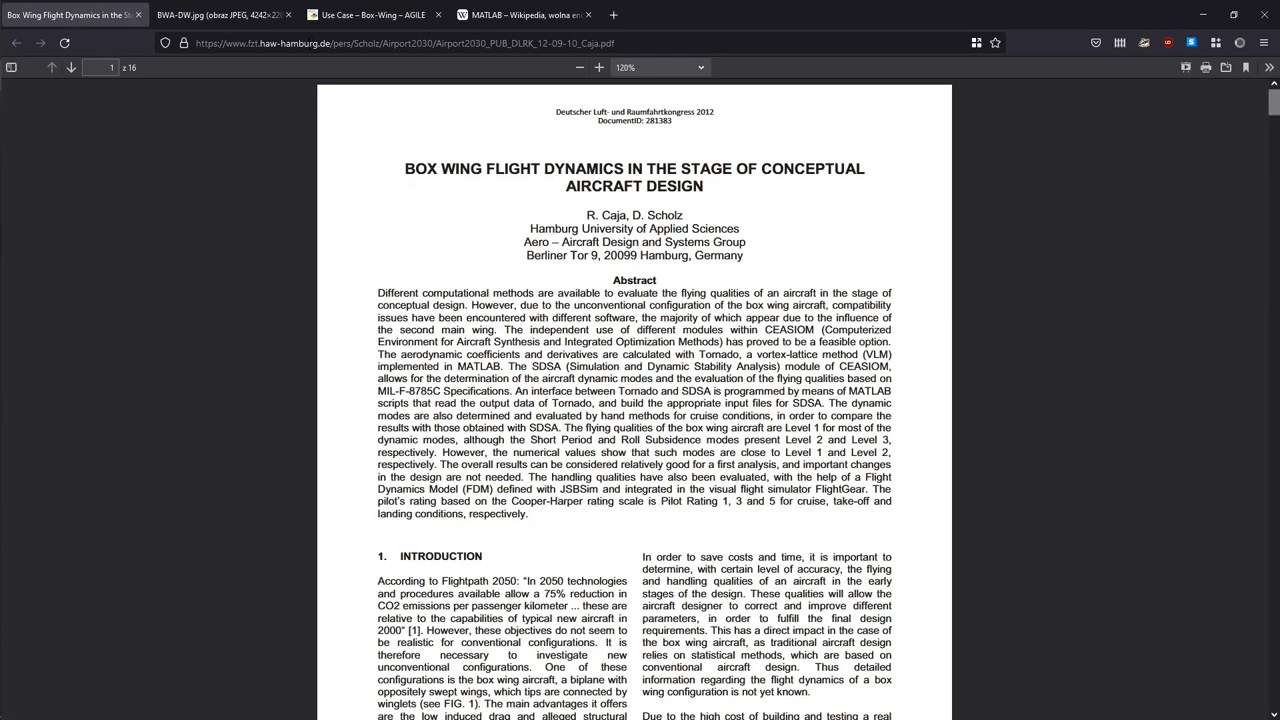 Box Wing Flight Dynamics in the Sta
BWA-DW.jpg (obraz JPEG, 4242×220
Use Case – Box-Wing – AGILE
MATLAB – Wikipedia, wolna en
https://www.fzt.haw-hamburg.de/pers/Scholz/Airport2030/Airport2030_PUB_DLRK_12-09-10_Caja.pdf
1 z 16
120%
Deutscher Luft- und Raumfahrtkongress 2012
DocumentID: 281383
BOX WING FLIGHT DYNAMICS IN THE STAGE OF CONCEPTUAL
AIRCRAFT DESIGN
R. Caja, D. Scholz
Hamburg University of Applied Sciences
Aero – Aircraft Design and Systems Group
Berliner Tor 9, 20099 Hamburg, Germany
Abstract
Different computational methods are available to evaluate the flying qualities of an aircraft in the stage of
conceptual design. However, due to the unconventional configuration of the box wing aircraft, compatibility
issues have been encountered with different software, the majority of which appear due to the influence of
the second main wing. The independent use of different modules within CEASIOM (Computerized
Environment for Aircraft Synthesis and Integrated Optimization Methods) has proved to be a feasible option.
The aerodynamic coefficients and derivatives are calculated with Tornado, a vortex-lattice method (VLM)
implemented in MATLAB. The SDSA (Simulation and Dynamic Stability Analysis) module of CEASIOM,
allows for the determination of the aircraft dynamic modes and the evaluation of the flying qualities based on
MIL-F-8785C Specifications. An interface between Tornado and SDSA is programmed by means of MATLAB
scripts that read the output data of Tornado, and build the appropriate input files for SDSA. The dynamic
modes are also determined and evaluated by hand methods for cruise conditions, in order to compare the
results with those obtained with SDSA. The flying qualities of the box wing aircraft are Level 1 for most of the
dynamic modes, although the Short Period and Roll Subsidence modes present Level 2 and Level 3,
respectively. However, the numerical values show that such modes are close to Level 1 and Level 2,
respectively. The overall results can be considered relatively good for a first analysis, and important changes
in the design are not needed. The handling qualities have also been evaluated, with the help of a Flight
Dynamics Model (FDM) defined with JSBSim and integrated in the visual flight simulator FlightGear. The
pilot's rating based on the Cooper-Harper rating scale is Pilot Rating 1, 3 and 5 for cruise, take-off and
landing conditions, respectively.
1. INTRODUCTION
According to Flightpath 2050: “In 2050 technologies
and procedures available allow a 75% reduction in
CO2 emissions per passenger kilometer ... these are
relative to the capabilities of typical new aircraft in
2000“ [1]. However, these objectives do not seem to
be realistic for conventional configurations. It is
therefore necessary to investigate new
unconventional configurations. One of these
configurations is the box wing aircraft, a biplane with
oppositely swept wings, which tips are connected by
winglets (see FIG. 1). The main advantages it offers
are the low induced drag and alleged structural
In order to save costs and time, it is important to
determine, with certain level of accuracy, the flying
and handling qualities of an aircraft in the early
stages of the design. These qualities will allow the
aircraft designer to correct and improve different
parameters, in order to fulfill the final design
requirements. This has a direct impact in the case of
the box wing aircraft, as traditional aircraft design
relies on statistical methods, which are based on
conventional aircraft design. Thus detailed
information regarding the flight dynamics of a box
wing configuration is not yet known.
Due to the high cost of building and testing a real